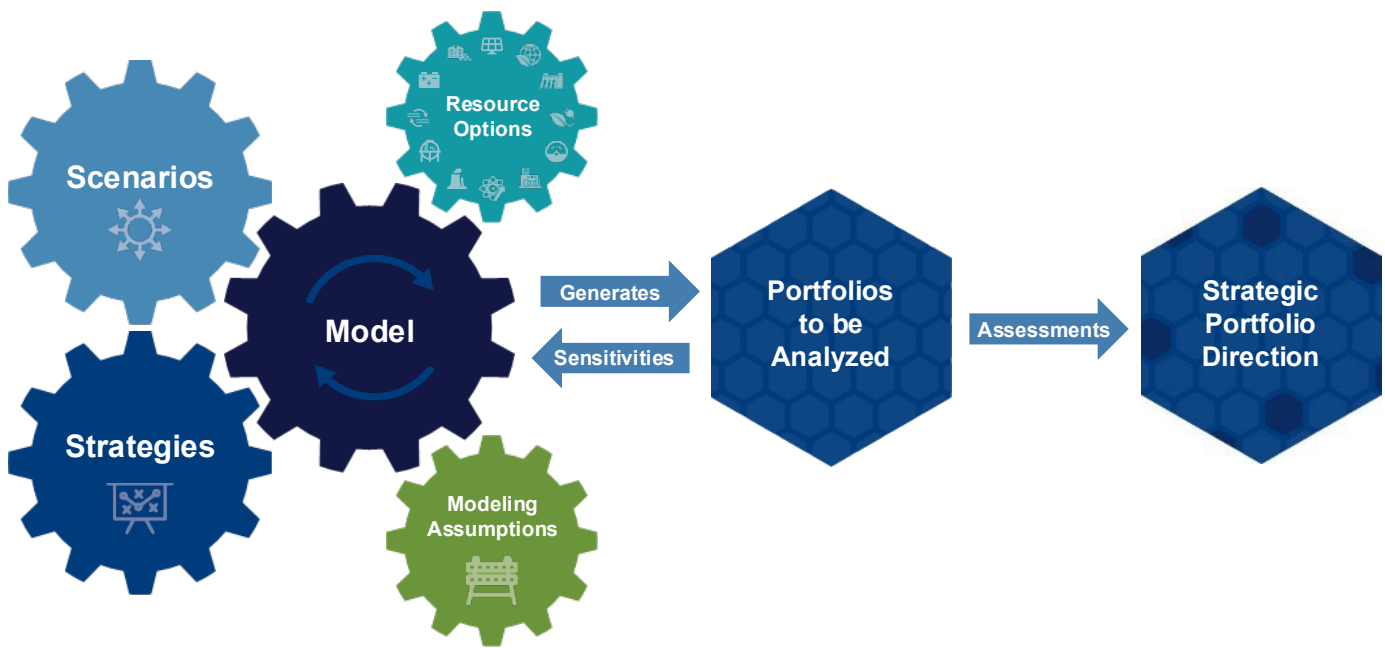 Scenarios
Resource
Options
Model
Strategies
Modeling
Assumptions
Generates
Sensitivities
Portfolios
to be
Analyzed
Assessments
Strategic
Portfolio
Direction